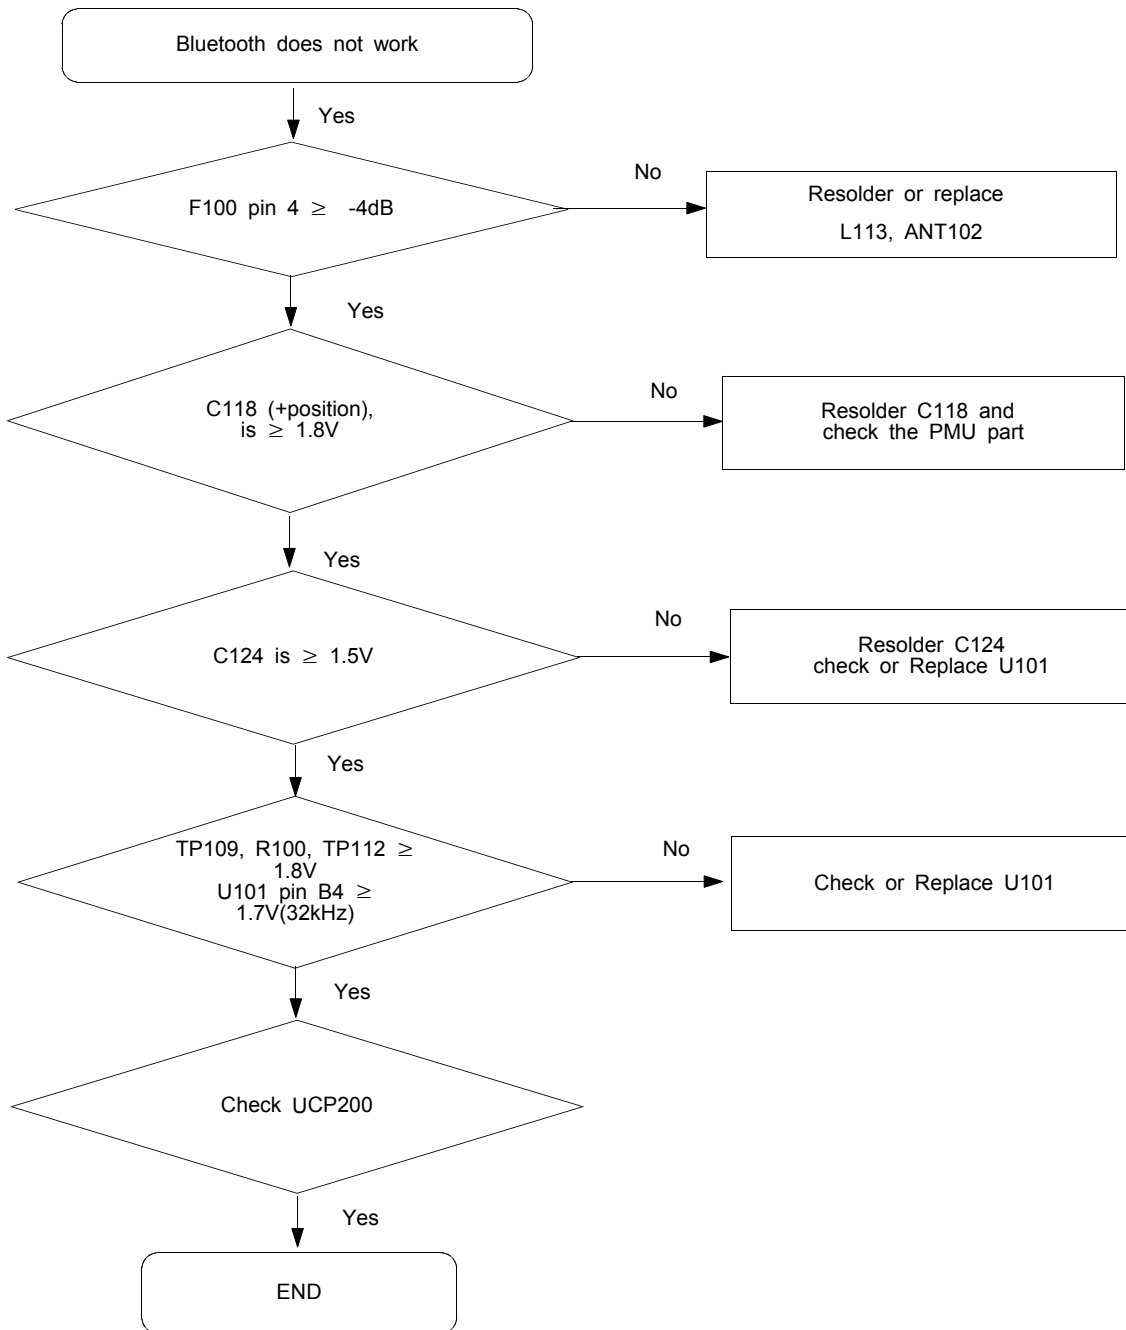 Bluetooth does not work
Yes
F100 pin 4 ≥ -4dB
No
Resolder or replace
L113, ANT102
Yes
C118 (+position),
is ≥ 1.8V
No
Resolder C118 and
check the PMU part
Yes
C124 is ≥ 1.5V
No
Resolder C124
check or Replace U101
Yes
TP109, R100, TP112 ≥
1.8V
U101 pin B4 ≥
1.7V(32kHz)
No
Check or Replace U101
Yes
Check UCP200
Yes
END